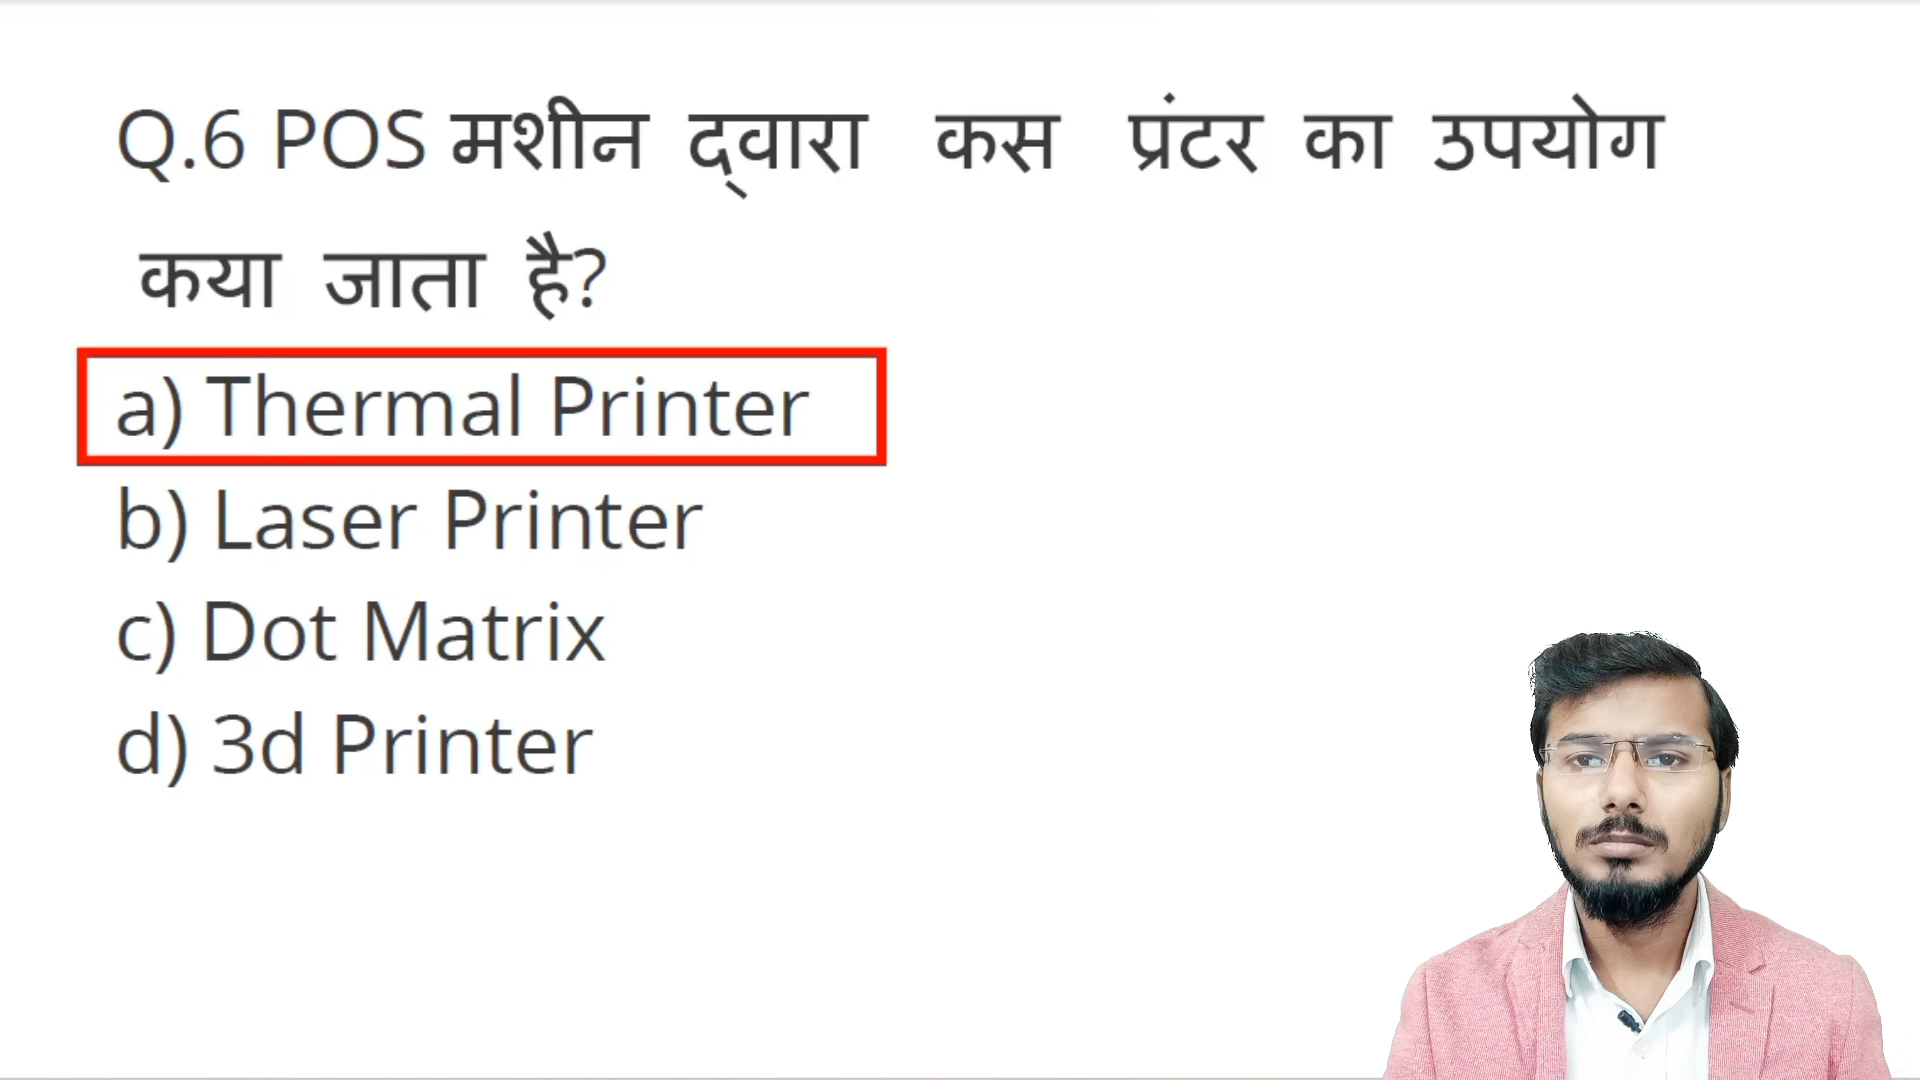 Q.6 POS मशीन द्वारा कस प्रंटर का उपयोग
कया जाता है?
a) Thermal Printer
b) Laser Printer
c) Dot Matrix
d) 3d Printer